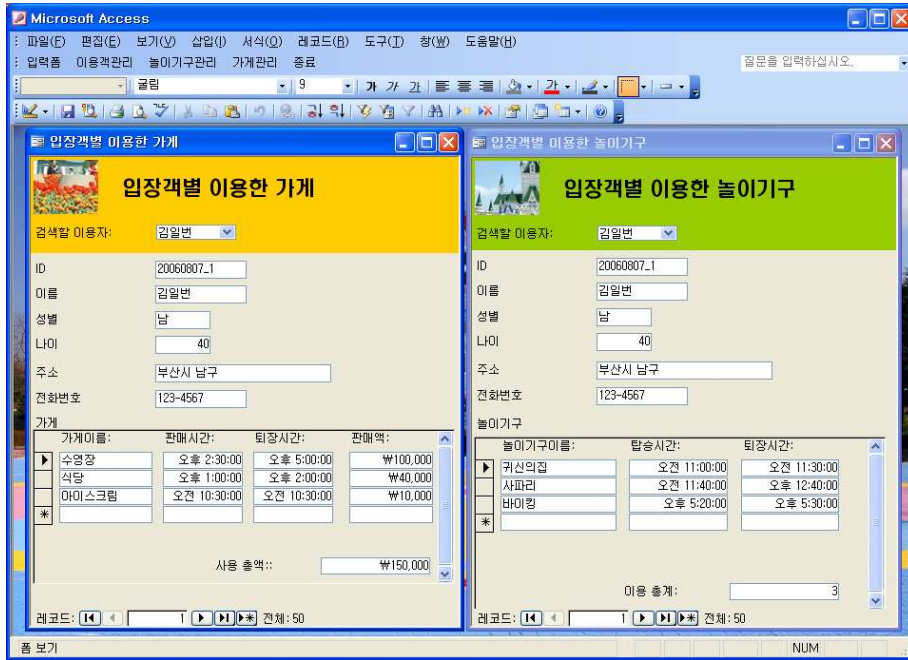 Microsoft Access
파일(F) 편집(E) 보기(V) 삽입(I) 서식(O) 레코드(R) 도구(T) 창(W) 도움말(H)
입력폼 이용객관리 놀이기구관리 가게관리 종료
질문을 입력하십시오.
굴림 9 가 가 가 가
입장객별 이용한 가게
입장객별 이용한 가게
검색할 이용자: 김일번
ID 20060807_1
이름 김일번
성별 남
나이 40
주소 부산시 남구
전화번호 123-4567
가게
가게이름: 판매시간: 퇴장시간: 판매액:
수영장 오후 2:30:00 오후 5:00:00 ₩100,000
식당 오후 1:00:00 오후 2:00:00 ₩40,000
아이스크림 오전 10:30:00 오전 10:30:00 ₩10,000
사용 총액:: ₩150,000
레코드: 1 전체: 50
입장객별 이용한 놀이기구
입장객별 이용한 놀이기구
검색할 이용자: 김일번
ID 20060807_1
이름 김일번
성별 남
나이 40
주소 부산시 남구
전화번호 123-4567
놀이기구
놀이기구이름: 탑승시간: 퇴장시간:
귀신의집 오전 11:00:00 오전 11:30:00
사파리 오전 11:40:00 오후 12:40:00
바이킹 오후 5:20:00 오후 5:30:00
이용 총계: 3
레코드: 1 전체: 50
폼 보기
NUM